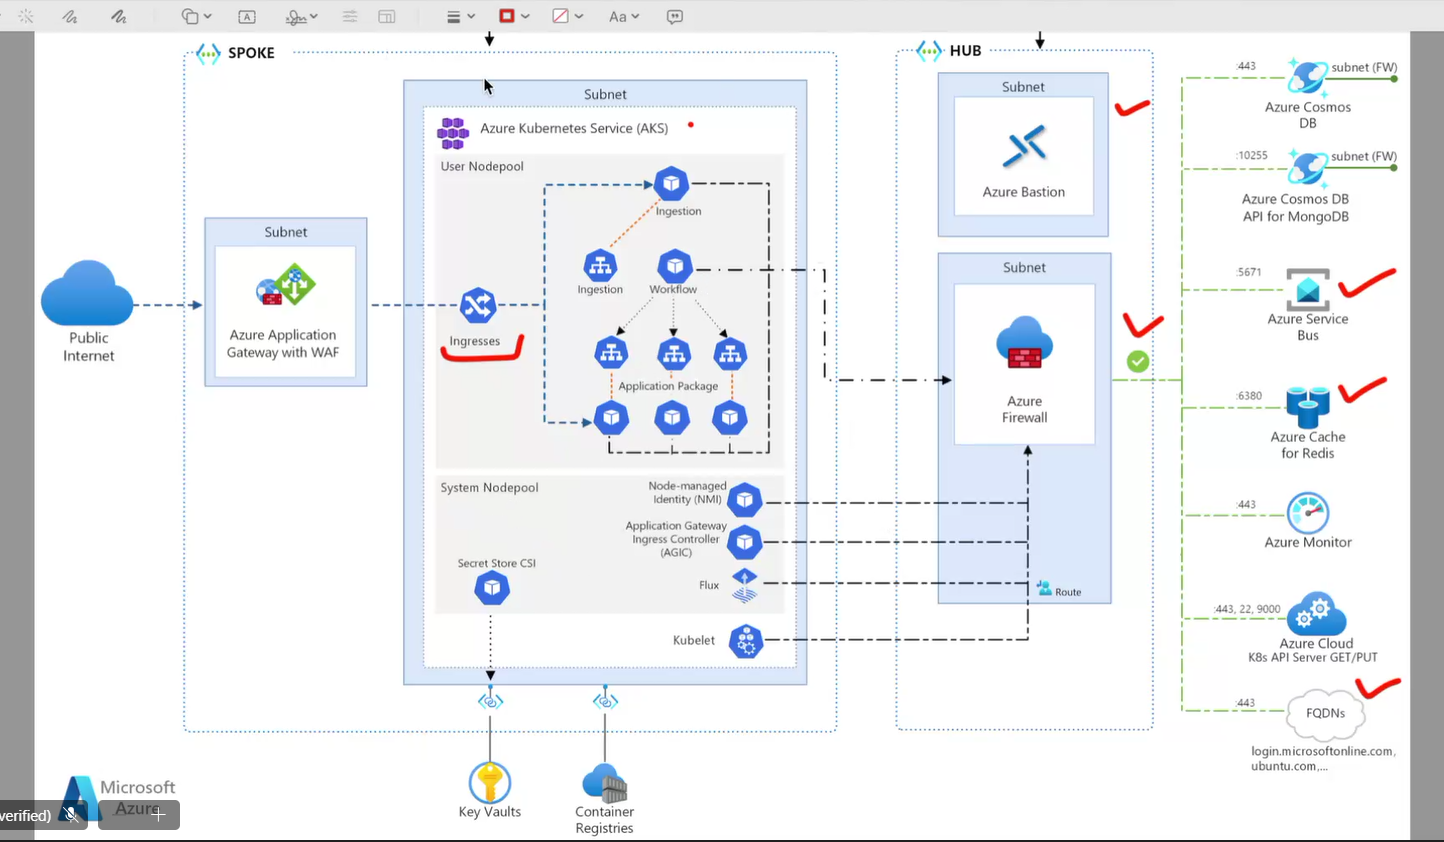 A
Aa
SPOKE
HUB
Subnet
Azure Kubernetes Service (AKS)
User Nodepool
Ingestion
Ingestion
Workflow
Ingresses
Application Package
Subnet
Azure Application
Gateway with WAF
Public
Internet
System Nodepool
Node-managed
Identity (NMI)
Application Gateway
Ingress Controller
(AGIC)
Secret Store CSI
Flux
Kubelet
Key Vaults
Container
Registries
Subnet
Azure Bastion
Subnet
Azure
Firewall
Route
:443
subnet (FW)
Azure Cosmos
DB
:10255
subnet (FW)
Azure Cosmos DB
API for MongoDB
:5671
Azure Service
Bus
:6380
Azure Cache
for Redis
:443
Azure Monitor
:443, 22, 9000
Azure Cloud
K8s API Server GET/PUT
:443
FQDNs
login.microsoftonline.com,
ubuntu.com,...
Microsoft
Azure
verified)